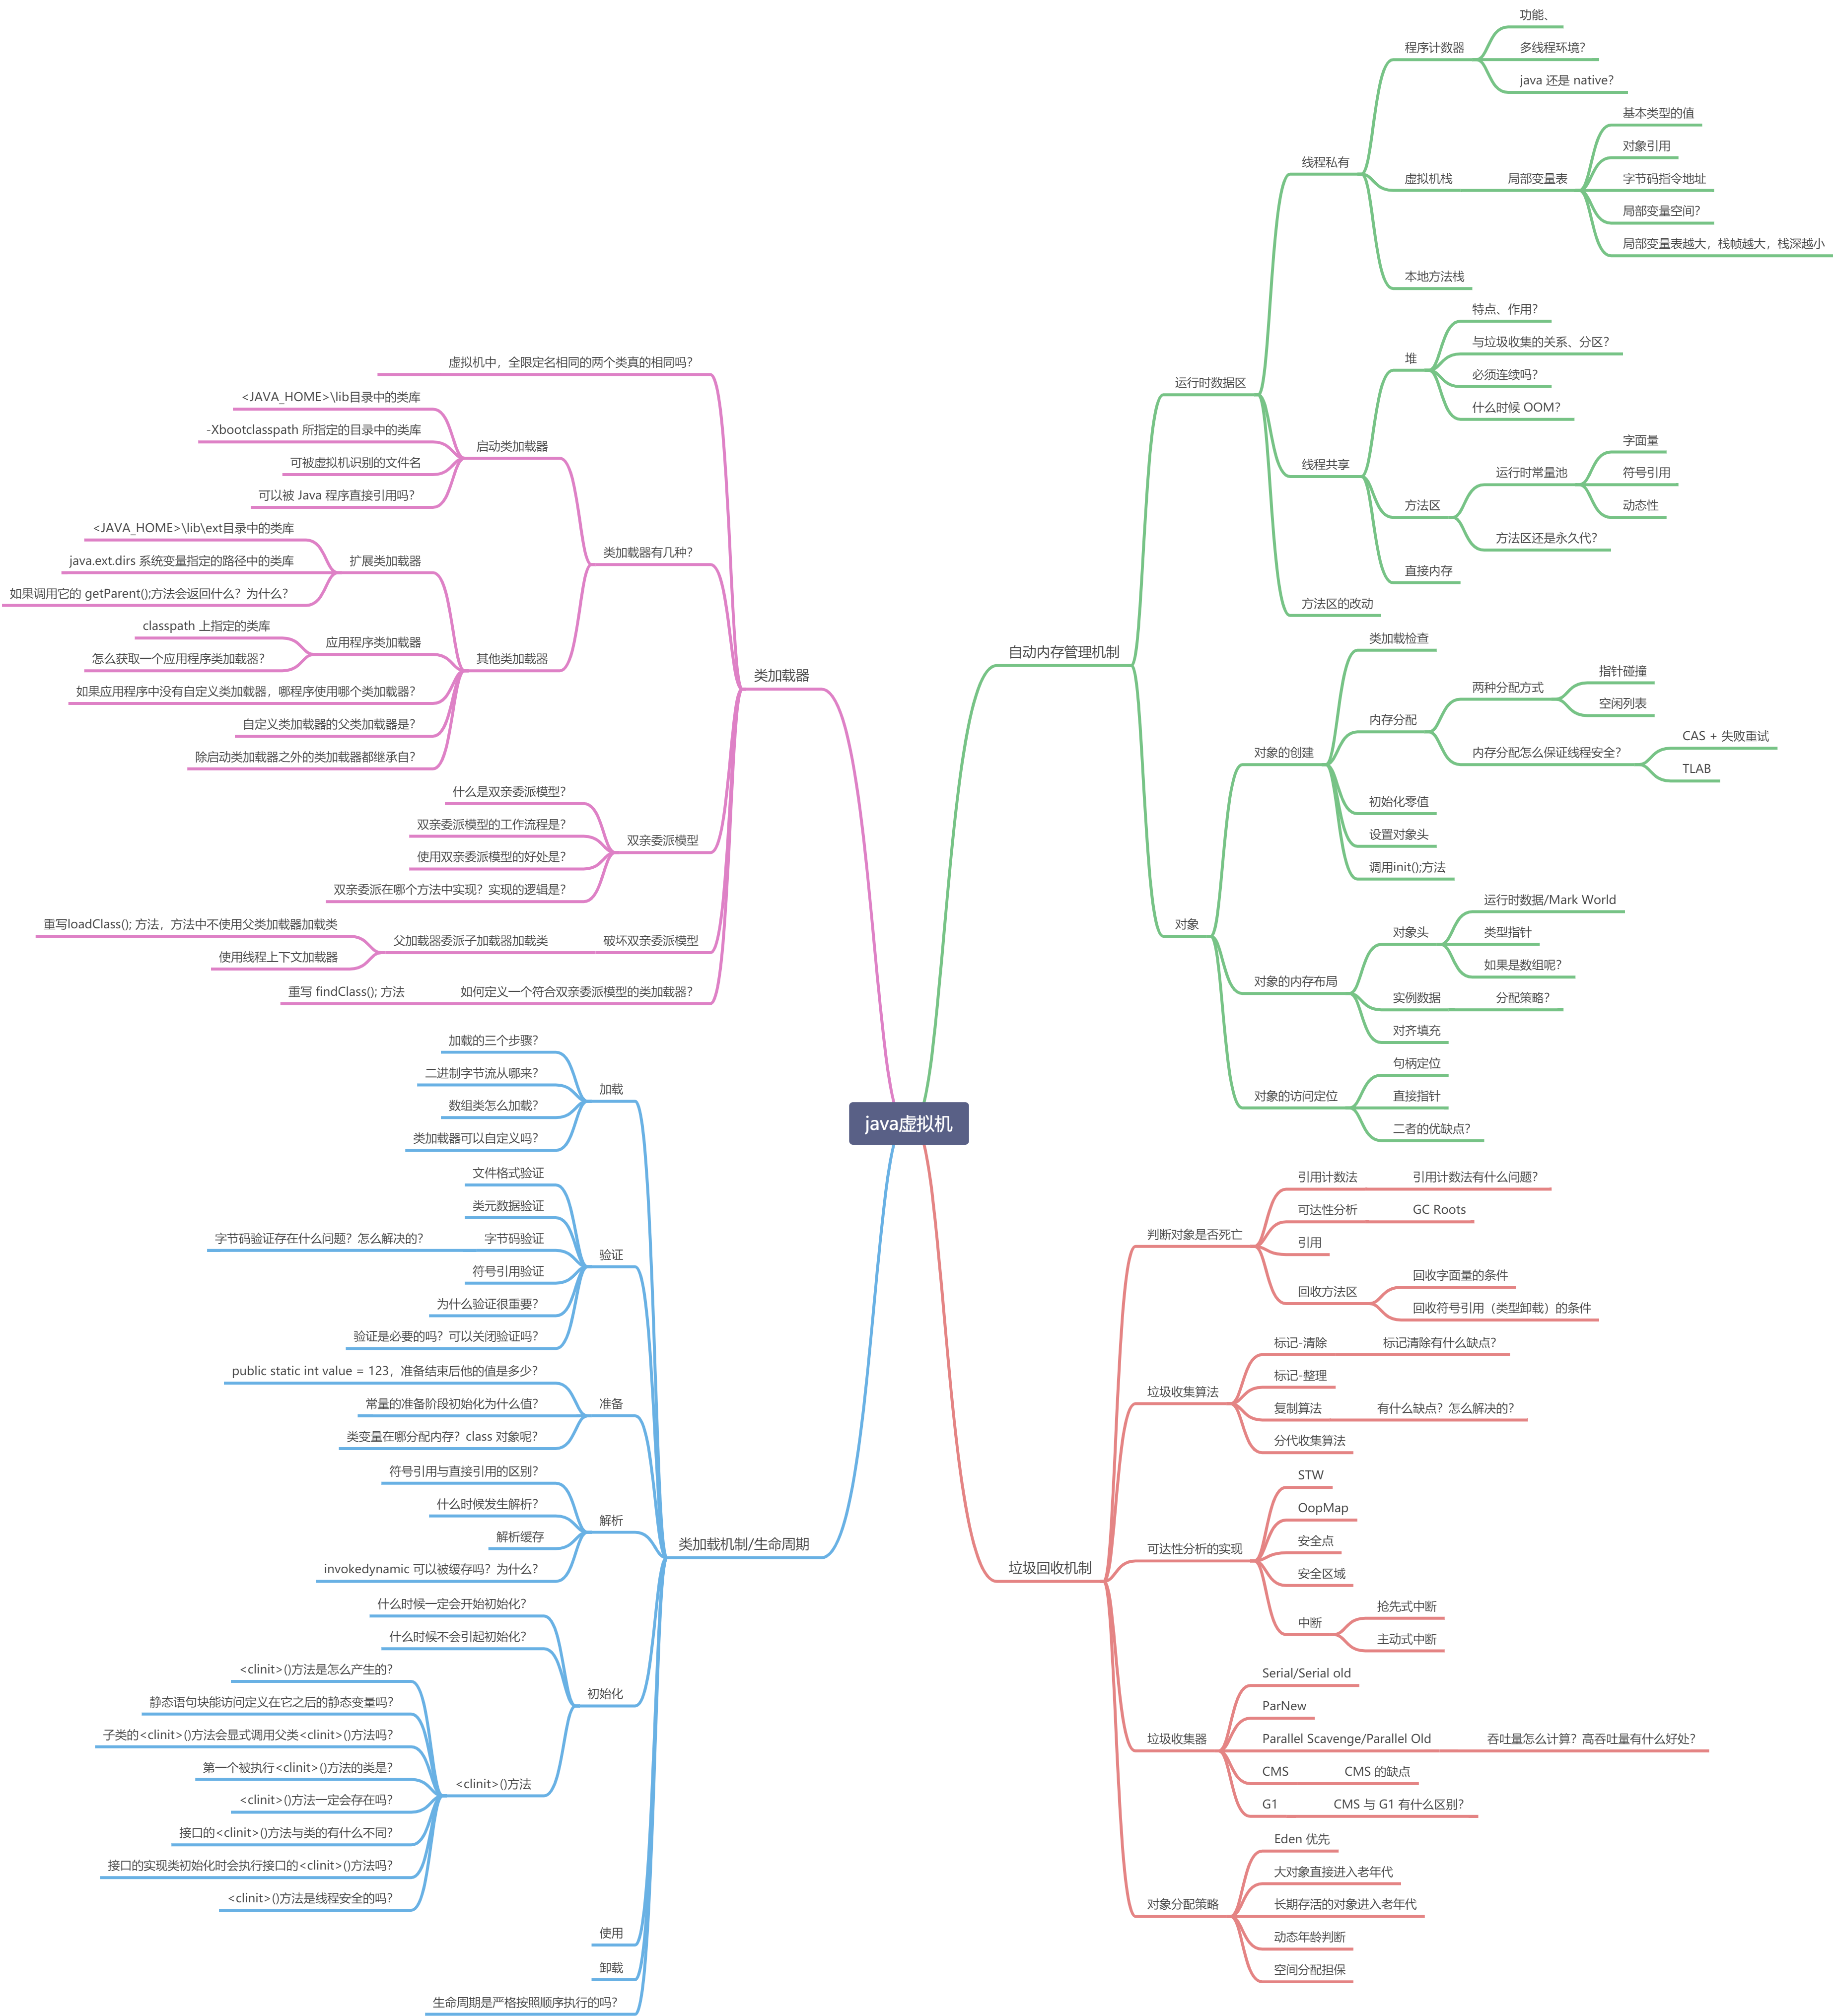 java虚拟机
自动内存管理机制
运行时数据区
线程私有
程序计数器
功能、
多线程环境？
java 还是 native？
虚拟机栈
局部变量表
基本类型的值
对象引用
字节码指令地址
局部变量空间？
局部变量表越大，栈帧越大，栈深越小
本地方法栈
线程共享
堆
特点、作用？
与垃圾收集的关系、分区？
必须连续吗？
什么时候 OOM？
方法区
运行时常量池
字面量
符号引用
动态性
方法区还是永久代？
直接内存
方法区的改动
对象
对象的创建
类加载检查
内存分配
两种分配方式
指针碰撞
空闲列表
内存分配怎么保证线程安全？
CAS + 失败重试
TLAB
初始化零值
设置对象头
调用init();方法
对象的内存布局
对象头
运行时数据/Mark World
类型指针
如果是数组呢？
实例数据
分配策略？
对齐填充
对象的访问定位
句柄定位
直接指针
二者的优缺点？
垃圾回收机制
判断对象是否死亡
引用计数法
引用计数法有什么问题？
可达性分析
GC Roots
引用
回收方法区
回收字面量的条件
回收符号引用（类型卸载）的条件
垃圾收集算法
标记-清除
标记清除有什么缺点？
标记-整理
复制算法
有什么缺点？怎么解决的？
分代收集算法
可达性分析的实现
STW
OopMap
安全点
安全区域
中断
抢先式中断
主动式中断
垃圾收集器
Serial/Serial old
ParNew
Parallel Scavenge/Parallel Old
吞吐量怎么计算？高吞吐量有什么好处？
CMS
CMS 的缺点
G1
CMS 与 G1 有什么区别？
对象分配策略
Eden 优先
大对象直接进入老年代
长期存活的对象进入老年代
动态年龄判断
空间分配担保
类加载器
虚拟机中，全限定名相同的两个类真的相同吗？
类加载器有几种？
启动类加载器
<JAVA_HOME>\lib目录中的类库
-Xbootclasspath 所指定的目录中的类库
可被虚拟机识别的文件名
可以被 Java 程序直接引用吗？
其他类加载器
扩展类加载器
<JAVA_HOME>\lib\ext目录中的类库
java.ext.dirs 系统变量指定的路径中的类库
如果调用它的 getParent();方法会返回什么？为什么？
应用程序类加载器
classpath 上指定的类库
怎么获取一个应用程序类加载器？
如果应用程序中没有自定义类加载器，哪程序使用哪个类加载器？
自定义类加载器的父类加载器是？
除启动类加载器之外的类加载器都继承自？
双亲委派模型
什么是双亲委派模型？
双亲委派模型的工作流程是？
使用双亲委派模型的好处是？
双亲委派在哪个方法中实现？实现的逻辑是？
破坏双亲委派模型
父加载器委派子加载器加载类
重写loadClass(); 方法，方法中不使用父类加载器加载类
使用线程上下文加载器
如何定义一个符合双亲委派模型的类加载器？
重写 findClass(); 方法
类加载机制/生命周期
加载
加载的三个步骤？
二进制字节流从哪来？
数组类怎么加载？
类加载器可以自定义吗？
验证
文件格式验证
类元数据验证
字节码验证
字节码验证存在什么问题？怎么解决的？
符号引用验证
为什么验证很重要？
验证是必要的吗？可以关闭验证吗？
准备
public static int value = 123，准备结束后他的值是多少？
常量的准备阶段初始化为什么值？
类变量在哪分配内存？class 对象呢？
解析
符号引用与直接引用的区别？
什么时候发生解析？
解析缓存
invokedynamic 可以被缓存吗？为什么？
初始化
什么时候一定会开始初始化？
什么时候不会引起初始化？
<clinit>()方法
<clinit>()方法是怎么产生的？
静态语句块能访问定义在它之后的静态变量吗？
子类的<clinit>()方法会显式调用父类<clinit>()方法吗？
第一个被执行<clinit>()方法的类是？
<clinit>()方法一定会存在吗？
接口的<clinit>()方法与类的有什么不同？
接口的实现类初始化时会执行接口的<clinit>()方法吗？
<clinit>()方法是线程安全的吗？
使用
卸载
生命周期是严格按照顺序执行的吗？